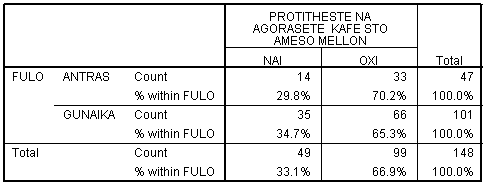 PROTITHESTE NA
AGORASETE KAFE STO
AMESO MELLON
NAI OXI Total
FULO ANTRAS Count 14 33 47
% within FULO 29.8% 70.2% 100.0%
GUNAIKA Count 35 66 101
% within FULO 34.7% 65.3% 100.0%
Total Count 49 99 148
% within FULO 33.1% 66.9% 100.0%